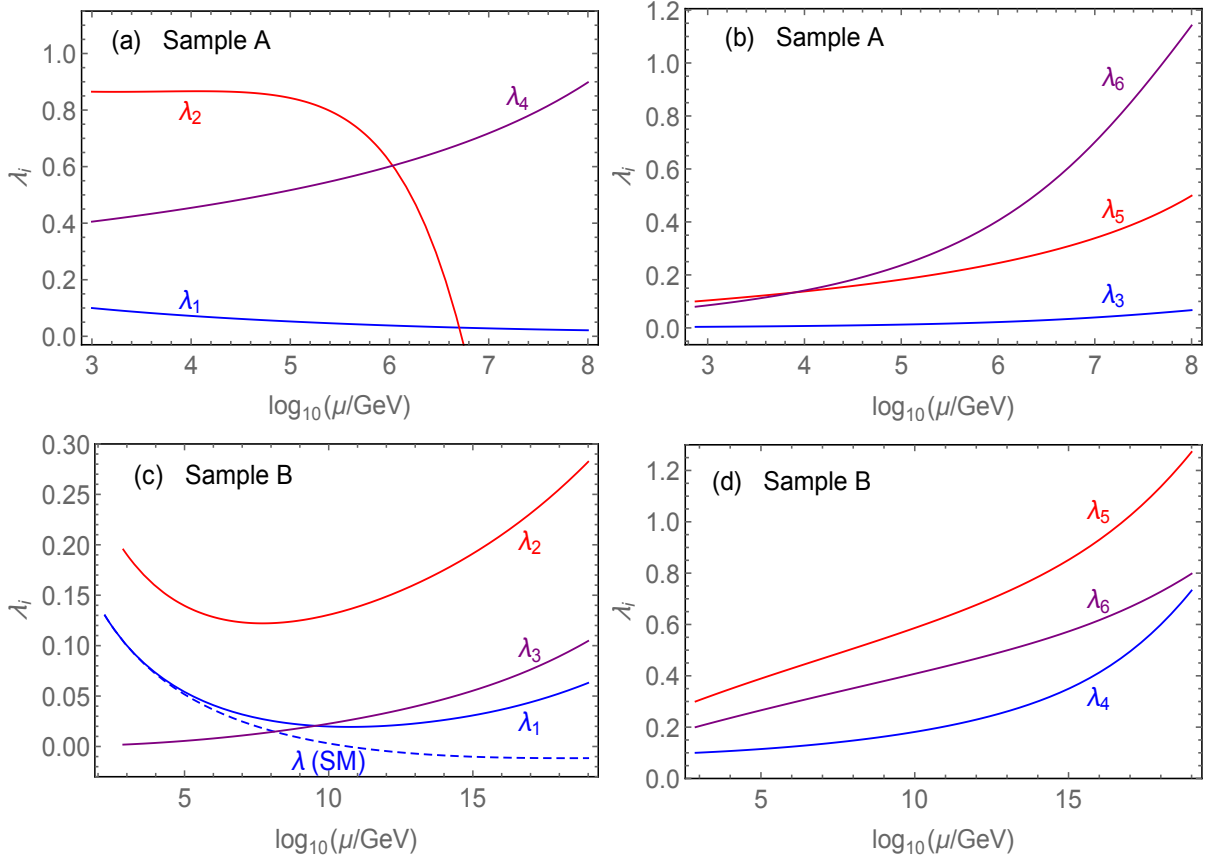 (a) Sample A
λ₂
λ₄
λ₁
λᵢ
1.0
0.8
0.6
0.4
0.2
0.0
3 4 5 6 7 8
log₁₀(μ/GeV)
(b) Sample A
λ₆
λ₅
λ₃
λᵢ
1.2
1.0
0.8
0.6
0.4
0.2
0.0
3 4 5 6 7 8
log₁₀(μ/GeV)
(c) Sample B
λ₂
λ₃
λ₁
λ (SM)
λᵢ
0.30
0.25
0.20
0.15
0.10
0.05
0.00
5 10 15
log₁₀(μ/GeV)
(d) Sample B
λ₅
λ₆
λ₄
λᵢ
1.2
1.0
0.8
0.6
0.4
0.2
0.0
5 10 15
log₁₀(μ/GeV)